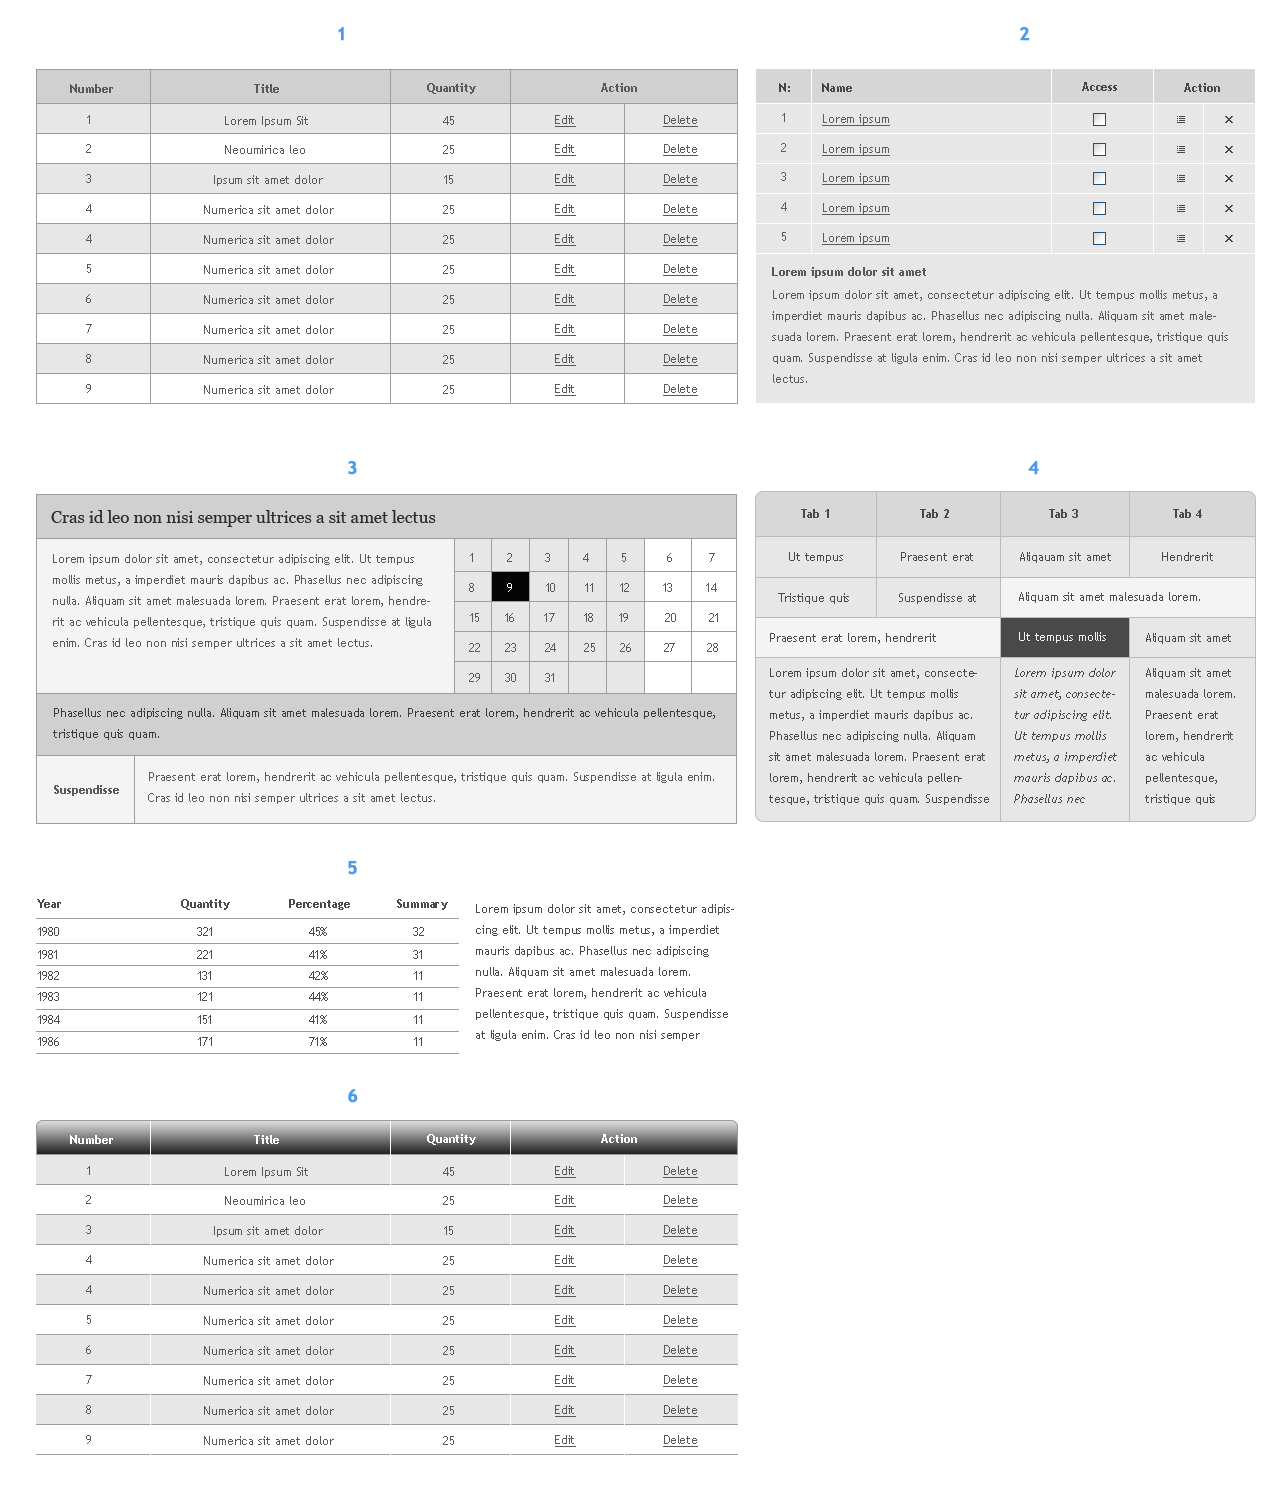 1
Number Title Quantity Action
1 Lorem Ipsum Sit 45 Edit Delete
2 Neoumirica leo 25 Edit Delete
3 Ipsum sit amet dolor 15 Edit Delete
4 Numerica sit amet dolor 25 Edit Delete
4 Numerica sit amet dolor 25 Edit Delete
5 Numerica sit amet dolor 25 Edit Delete
6 Numerica sit amet dolor 25 Edit Delete
7 Numerica sit amet dolor 25 Edit Delete
8 Numerica sit amet dolor 25 Edit Delete
9 Numerica sit amet dolor 25 Edit Delete
2
N: Name Access Action
1 Lorem ipsum
2 Lorem ipsum
3 Lorem ipsum
4 Lorem ipsum
5 Lorem ipsum
Lorem ipsum dolor sit amet
Lorem ipsum dolor sit amet, consectetur adipiscing elit. Ut tempus mollis metus, a
imperdiet mauris dapibus ac. Phasellus nec adipiscing nulla. Aliquam sit amet male-
suada lorem. Praesent erat lorem, hendrerit ac vehicula pellentesque, tristique quis
quam. Suspendisse at ligula enim. Cras id leo non nisi semper ultrices a sit amet
lectus.
3
Cras id leo non nisi semper ultrices a sit amet lectus
Lorem ipsum dolor sit amet, consectetur adipiscing elit. Ut tempus
mollis metus, a imperdiet mauris dapibus ac. Phasellus nec adipiscing
nulla. Aliquam sit amet malesuada lorem. Praesent erat lorem, hendre-
rit ac vehicula pellentesque, tristique quis quam. Suspendisse at ligula
enim. Cras id leo non nisi semper ultrices a sit amet lectus.
1 2 3 4 5 6 7
8 9 10 11 12 13 14
15 16 17 18 19 20 21
22 23 24 25 26 27 28
29 30 31
Phasellus nec adipiscing nulla. Aliquam sit amet malesuada lorem. Praesent erat lorem, hendrerit ac vehicula pellentesque,
tristique quis quam.
Suspendisse
Praesent erat lorem, hendrerit ac vehicula pellentesque, tristique quis quam. Suspendisse at ligula enim.
Cras id leo non nisi semper ultrices a sit amet lectus.
4
Tab 1 Tab 2 Tab 3 Tab 4
Ut tempus Praesent erat Aliqauam sit amet Hendrerit
Tristique quis Suspendisse at Aliquam sit amet malesuada lorem.
Praesent erat lorem, hendrerit Ut tempus mollis Aliquam sit amet
Lorem ipsum dolor sit amet, consecte-
tur adipiscing elit. Ut tempus mollis
metus, a imperdiet mauris dapibus ac.
Phasellus nec adipiscing nulla. Aliquam
sit amet malesuada lorem. Praesent erat
lorem, hendrerit ac vehicula pellen-
tesque, tristique quis quam. Suspendisse
Lorem ipsum dolor
sit amet, consecte-
tur adipiscing elit.
Ut tempus mollis
metus, a imperdiet
mauris dapibus ac.
Phasellus nec
Aliquam sit amet
malesuada lorem.
Praesent erat
lorem, hendrerit
ac vehicula
pellentesque,
tristique quis
5
Year Quantity Percentage Summary
1980 321 45% 32
1981 221 41% 31
1982 131 42% 11
1983 121 44% 11
1984 151 41% 11
1986 171 71% 11
Lorem ipsum dolor sit amet, consectetur adipis-
cing elit. Ut tempus mollis metus, a imperdiet
mauris dapibus ac. Phasellus nec adipiscing
nulla. Aliquam sit amet malesuada lorem.
Praesent erat lorem, hendrerit ac vehicula
pellentesque, tristique quis quam. Suspendisse
at ligula enim. Cras id leo non nisi semper
6
Number Title Quantity Action
1 Lorem Ipsum Sit 45 Edit Delete
2 Neoumirica leo 25 Edit Delete
3 Ipsum sit amet dolor 15 Edit Delete
4 Numerica sit amet dolor 25 Edit Delete
4 Numerica sit amet dolor 25 Edit Delete
5 Numerica sit amet dolor 25 Edit Delete
6 Numerica sit amet dolor 25 Edit Delete
7 Numerica sit amet dolor 25 Edit Delete
8 Numerica sit amet dolor 25 Edit Delete
9 Numerica sit amet dolor 25 Edit Delete